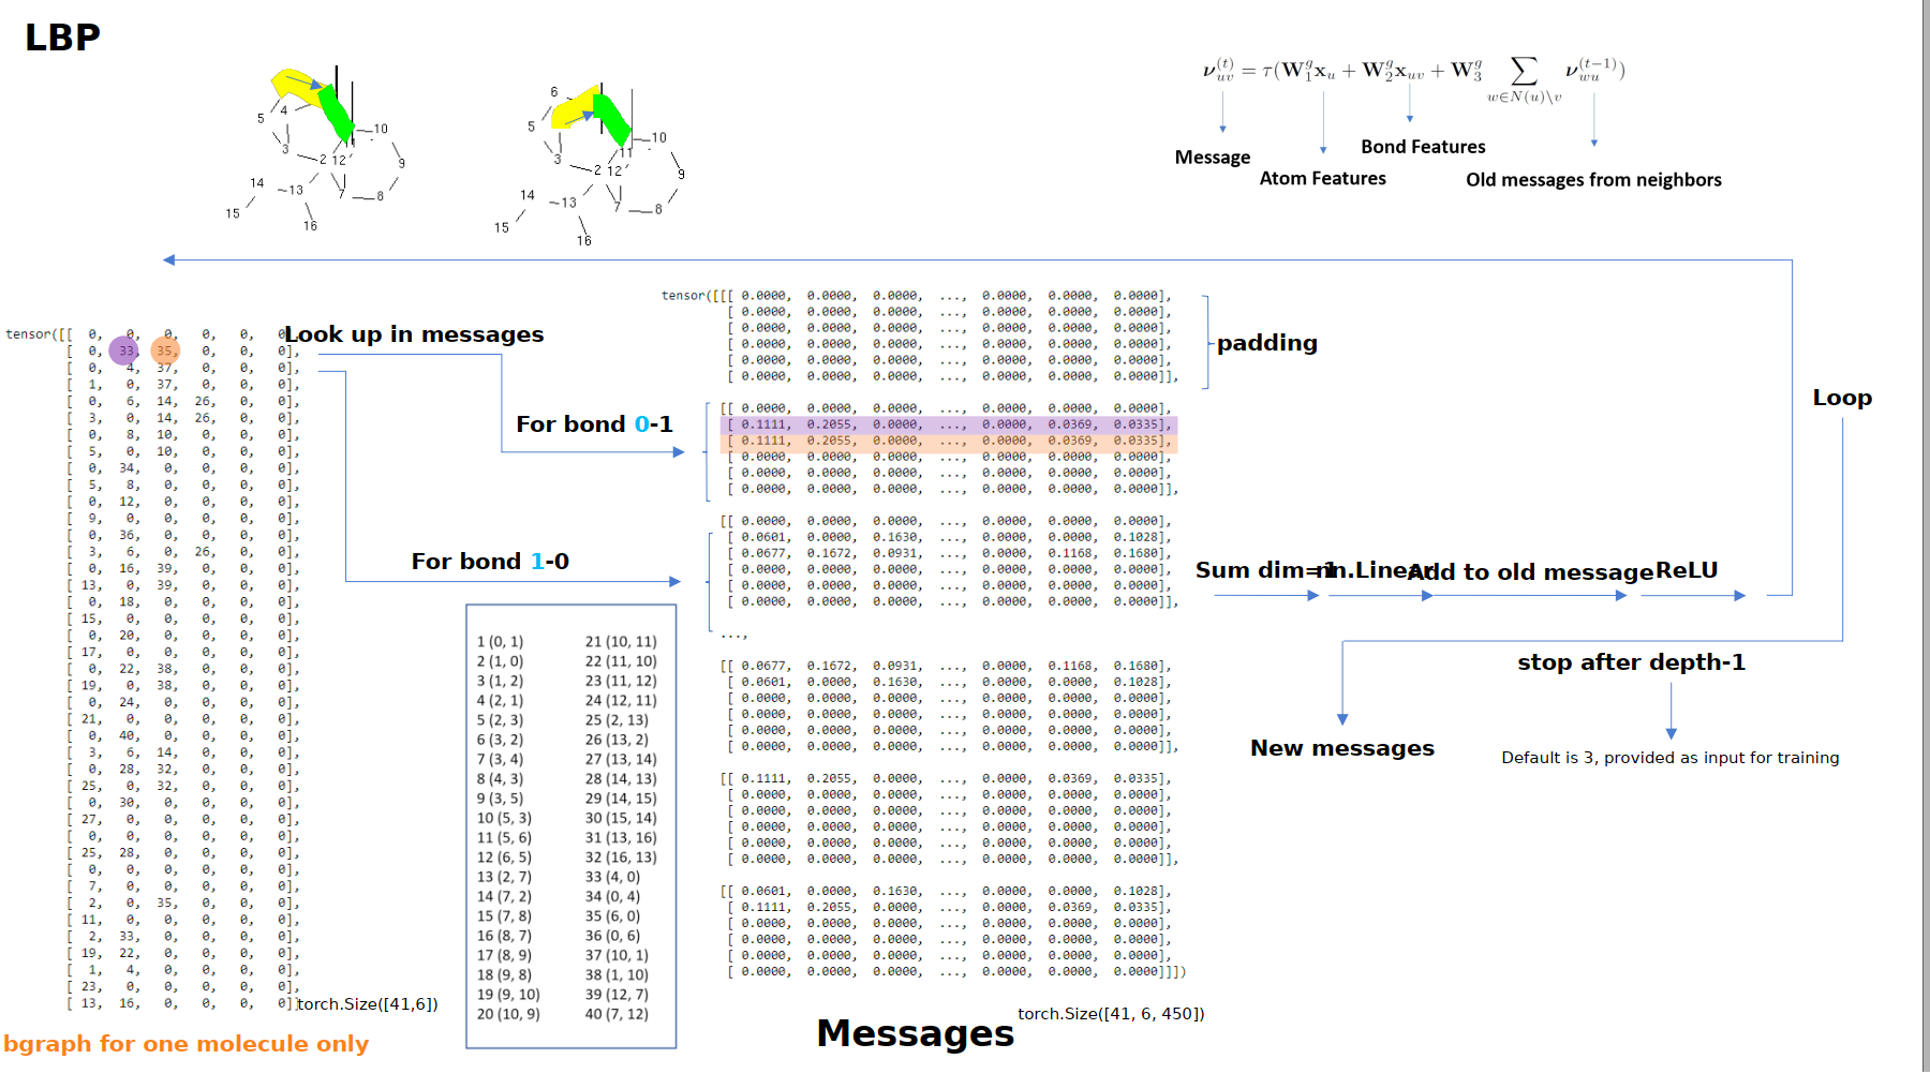 LBP
4
5
3
2
12
10
9
7
8
14
13
15
16
6
5
3
2
12
11
10
9
7
8
14
13
15
16
ν_{uv}^{(t)} = τ(W_1^g x_u + W_2^g x_{uv} + W_3^g ∑_{w∈N(u)\v} ν_{wu}^{(t−1)})
Message
Atom Features
Bond Features
Old messages from neighbors
tensor([[ 0, 0, 0, 0, 0, 0],
[ 0, 33, 35, 0, 0, 0],
[ 0, 4, 37, 0, 0, 0],
[ 1, 0, 37, 0, 0, 0],
[ 0, 6, 14, 26, 0, 0],
[ 3, 0, 14, 26, 0, 0],
[ 0, 8, 10, 0, 0, 0],
[ 5, 0, 10, 0, 0, 0],
[ 0, 34, 0, 0, 0, 0],
[ 5, 8, 0, 0, 0, 0],
[ 0, 12, 0, 0, 0, 0],
[ 9, 0, 0, 0, 0, 0],
[ 0, 36, 0, 0, 0, 0],
[ 3, 6, 0, 26, 0, 0],
[ 0, 16, 39, 0, 0, 0],
[ 13, 0, 39, 0, 0, 0],
[ 0, 18, 0, 0, 0, 0],
[ 15, 0, 0, 0, 0, 0],
[ 0, 20, 0, 0, 0, 0],
[ 17, 0, 0, 0, 0, 0],
[ 0, 22, 38, 0, 0, 0],
[ 19, 0, 38, 0, 0, 0],
[ 0, 24, 0, 0, 0, 0],
[ 21, 0, 0, 0, 0, 0],
[ 0, 40, 0, 0, 0, 0],
[ 3, 6, 14, 0, 0, 0],
[ 0, 28, 32, 0, 0, 0],
[ 25, 0, 32, 0, 0, 0],
[ 0, 30, 0, 0, 0, 0],
[ 27, 0, 0, 0, 0, 0],
[ 0, 0, 0, 0, 0, 0],
[ 25, 28, 0, 0, 0, 0],
[ 0, 0, 0, 0, 0, 0],
[ 7, 0, 0, 0, 0, 0],
[ 2, 0, 35, 0, 0, 0],
[ 11, 0, 0, 0, 0, 0],
[ 2, 33, 0, 0, 0, 0],
[ 19, 22, 0, 0, 0, 0],
[ 1, 4, 0, 0, 0, 0],
[ 23, 0, 0, 0, 0, 0],
[ 13, 16, 0, 0, 0, 0]]
torch.Size([41,6])
bgraph for one molecule only
Look up in messages
For bond 0-1
For bond 1-0
1 (0, 1) 21 (10, 11)
2 (1, 0) 22 (11, 10)
3 (1, 2) 23 (11, 12)
4 (2, 1) 24 (12, 11)
5 (2, 3) 25 (2, 13)
6 (3, 2) 26 (13, 2)
7 (3, 4) 27 (13, 14)
8 (4, 3) 28 (14, 13)
9 (3, 5) 29 (14, 15)
10 (5, 3) 30 (15, 14)
11 (5, 6) 31 (13, 16)
12 (6, 5) 32 (16, 13)
13 (2, 7) 33 (4, 0)
14 (7, 2) 34 (0, 4)
15 (7, 8) 35 (6, 0)
16 (8, 7) 36 (0, 6)
17 (8, 9) 37 (10, 1)
18 (9, 8) 38 (1, 10)
19 (9, 10) 39 (12, 7)
20 (10, 9) 40 (7, 12)
tensor([[[ 0.0000, 0.0000, 0.0000, ..., 0.0000, 0.0000, 0.0000],
[ 0.0000, 0.0000, 0.0000, ..., 0.0000, 0.0000, 0.0000],
[ 0.0000, 0.0000, 0.0000, ..., 0.0000, 0.0000, 0.0000],
[ 0.0000, 0.0000, 0.0000, ..., 0.0000, 0.0000, 0.0000],
[ 0.0000, 0.0000, 0.0000, ..., 0.0000, 0.0000, 0.0000],
[ 0.0000, 0.0000, 0.0000, ..., 0.0000, 0.0000, 0.0000]],
[[ 0.0000, 0.0000, 0.0000, ..., 0.0000, 0.0000, 0.0000],
[ 0.1111, 0.2055, 0.0000, ..., 0.0000, 0.0369, 0.0335],
[ 0.1111, 0.2055, 0.0000, ..., 0.0000, 0.0369, 0.0335],
[ 0.0000, 0.0000, 0.0000, ..., 0.0000, 0.0000, 0.0000],
[ 0.0000, 0.0000, 0.0000, ..., 0.0000, 0.0000, 0.0000],
[ 0.0000, 0.0000, 0.0000, ..., 0.0000, 0.0000, 0.0000]],
[[ 0.0000, 0.0000, 0.0000, ..., 0.0000, 0.0000, 0.0000],
[ 0.0601, 0.0000, 0.1630, ..., 0.0000, 0.0000, 0.1028],
[ 0.0677, 0.1672, 0.0931, ..., 0.0000, 0.1168, 0.1680],
[ 0.0000, 0.0000, 0.0000, ..., 0.0000, 0.0000, 0.0000],
[ 0.0000, 0.0000, 0.0000, ..., 0.0000, 0.0000, 0.0000],
[ 0.0000, 0.0000, 0.0000, ..., 0.0000, 0.0000, 0.0000]],
...,
[[ 0.0677, 0.1672, 0.0931, ..., 0.0000, 0.1168, 0.1680],
[ 0.0601, 0.0000, 0.1630, ..., 0.0000, 0.0000, 0.1028],
[ 0.0000, 0.0000, 0.0000, ..., 0.0000, 0.0000, 0.0000],
[ 0.0000, 0.0000, 0.0000, ..., 0.0000, 0.0000, 0.0000],
[ 0.0000, 0.0000, 0.0000, ..., 0.0000, 0.0000, 0.0000],
[ 0.0000, 0.0000, 0.0000, ..., 0.0000, 0.0000, 0.0000]],
[[ 0.1111, 0.2055, 0.0000, ..., 0.0000, 0.0369, 0.0335],
[ 0.0000, 0.0000, 0.0000, ..., 0.0000, 0.0000, 0.0000],
[ 0.0000, 0.0000, 0.0000, ..., 0.0000, 0.0000, 0.0000],
[ 0.0000, 0.0000, 0.0000, ..., 0.0000, 0.0000, 0.0000],
[ 0.0000, 0.0000, 0.0000, ..., 0.0000, 0.0000, 0.0000],
[ 0.0000, 0.0000, 0.0000, ..., 0.0000, 0.0000, 0.0000]],
[[ 0.0601, 0.0000, 0.1630, ..., 0.0000, 0.0000, 0.1028],
[ 0.1111, 0.2055, 0.0000, ..., 0.0000, 0.0369, 0.0335],
[ 0.0000, 0.0000, 0.0000, ..., 0.0000, 0.0000, 0.0000],
[ 0.0000, 0.0000, 0.0000, ..., 0.0000, 0.0000, 0.0000],
[ 0.0000, 0.0000, 0.0000, ..., 0.0000, 0.0000, 0.0000],
[ 0.0000, 0.0000, 0.0000, ..., 0.0000, 0.0000, 0.0000]]])
torch.Size([41, 6, 450])
Messages
padding
Sum dim=1
nn.Linear
Add to old message
ReLU
Loop
stop after depth-1
New messages
Default is 3, provided as input for training